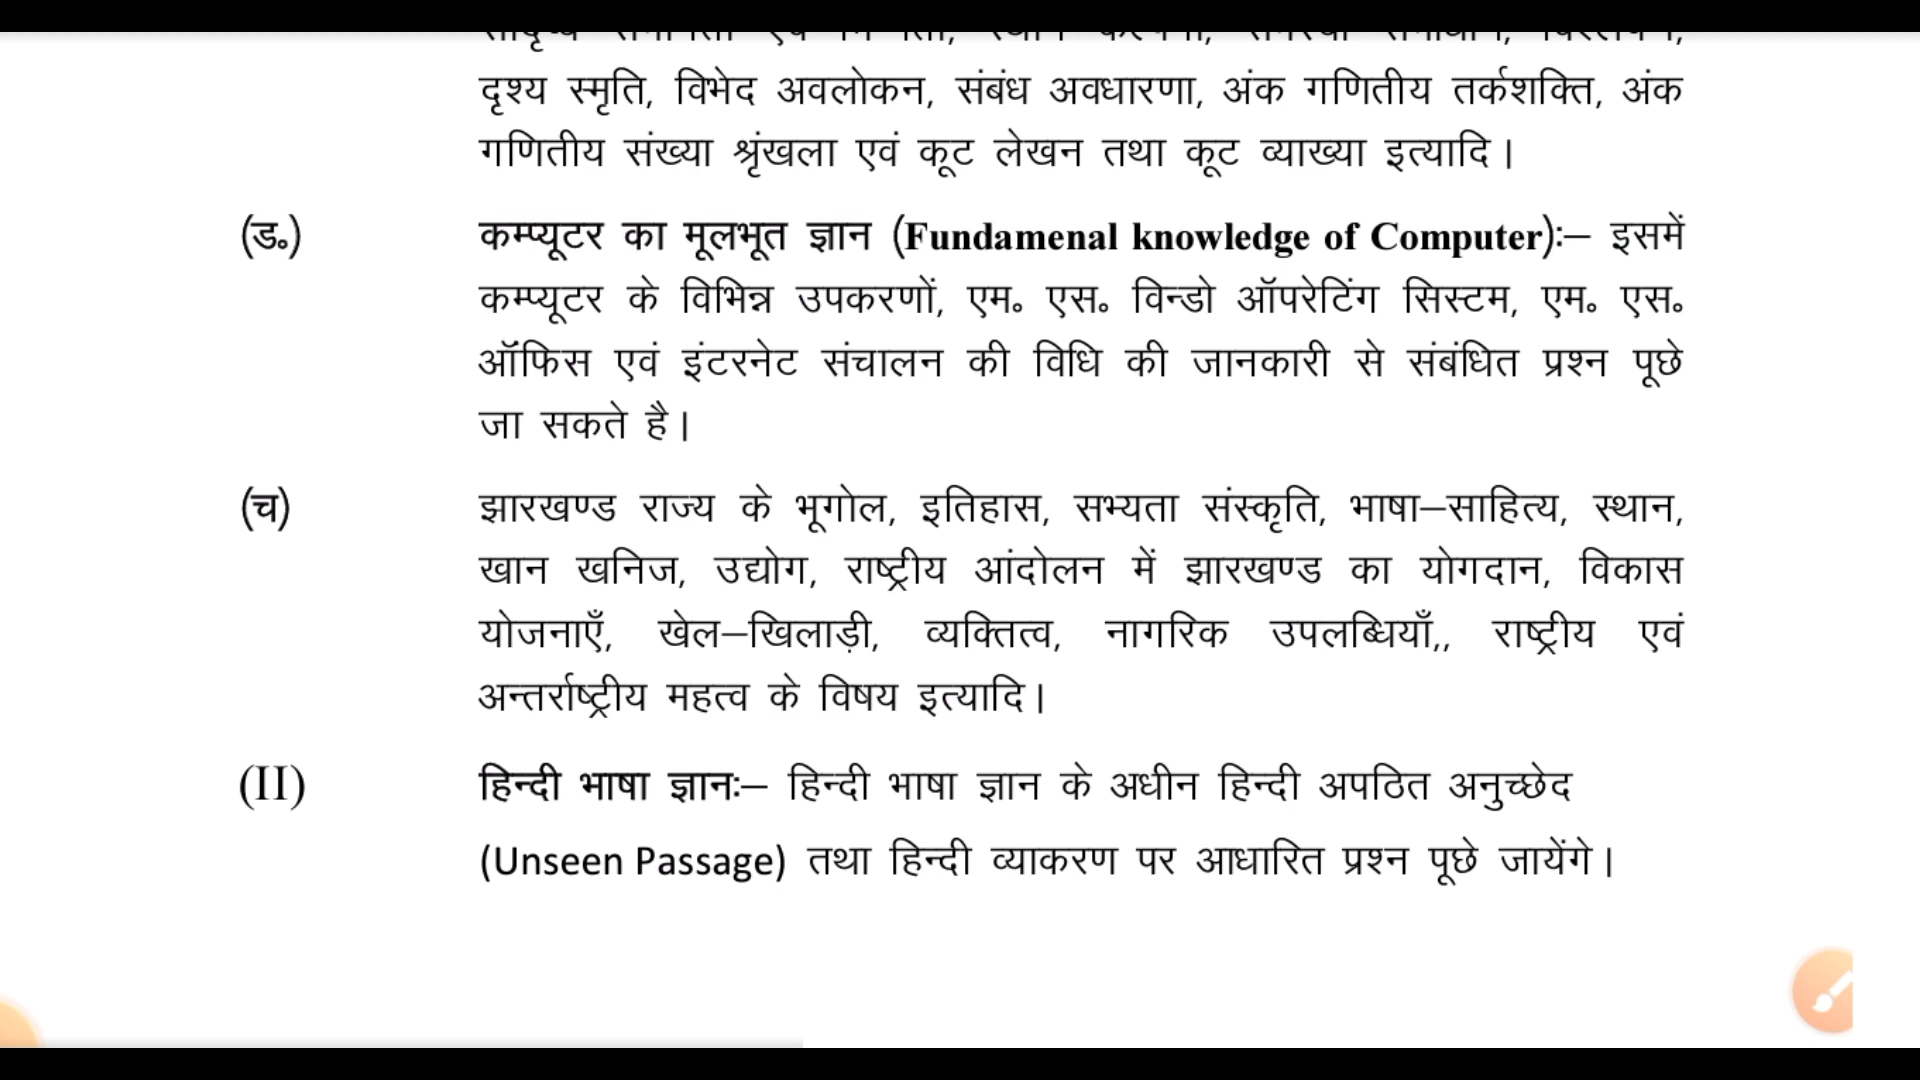 दृश्य स्मृति, विभेद अवलोकन, संबंध अवधारणा, अंक गणितीय तर्कशक्ति, अंक
गणितीय संख्या श्रृंखला एवं कूट लेखन तथा कूट व्याख्या इत्यादि।
(ड॰) कम्प्यूटर का मूलभूत ज्ञान (Fundamenal knowledge of Computer):– इसमें
कम्प्यूटर के विभिन्न उपकरणों, एम॰ एस॰ विन्डो ऑपरेटिंग सिस्टम, एम॰ एस॰
ऑफिस एवं इंटरनेट संचालन की विधि की जानकारी से संबंधित प्रश्न पूछे
जा सकते है।
(च) झारखण्ड राज्य के भूगोल, इतिहास, सभ्यता संस्कृति, भाषा–साहित्य, स्थान,
खान खनिज, उद्योग, राष्ट्रीय आंदोलन में झारखण्ड का योगदान, विकास
योजनाएँ, खेल–खिलाड़ी, व्यक्तित्व, नागरिक उपलब्धियाँ,, राष्ट्रीय एवं
अन्तर्राष्ट्रीय महत्व के विषय इत्यादि।
(II) हिन्दी भाषा ज्ञानः– हिन्दी भाषा ज्ञान के अधीन हिन्दी अपठित अनुच्छेद
(Unseen Passage) तथा हिन्दी व्याकरण पर आधारित प्रश्न पूछे जायेंगे।